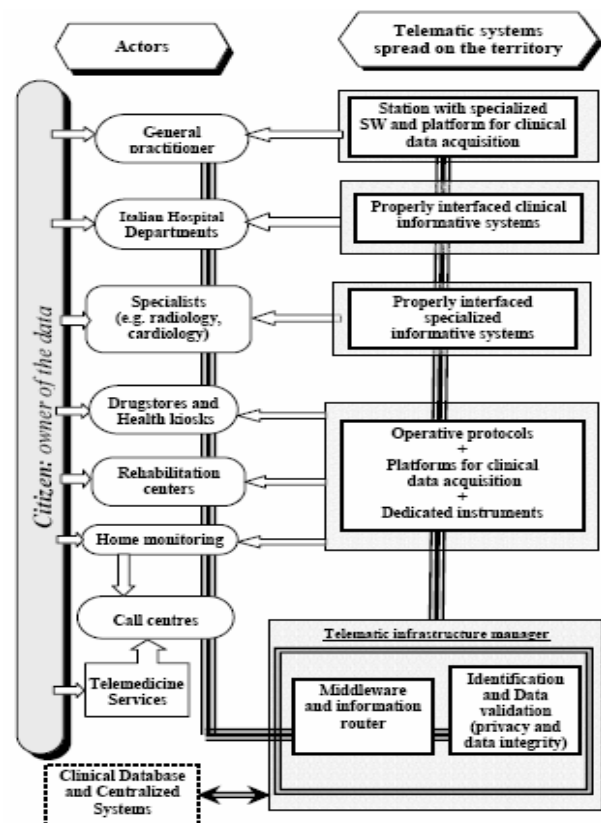 Actors
Telematic systems
spread on the territory
Citizen: owner of the data
General
practitioner
Station with specialized
SW and platform for clinical
data acquisition
Italian Hospital
Departments
Properly interfaced clinical
informative systems
Specialists
(e.g. radiology,
cardiology)
Properly interfaced
specialized
informative systems
Drugstores and
Health kiosks
Rehabilitation
centers
Home monitoring
Operative protocols
+
Platforms for clinical
data acquisition
+
Dedicated instruments
Call centres
Telemedicine
Services
Telematic infrastructure manager
Middleware
and information
router
Identification
and Data
validation
(privacy and
data integrity)
Clinical Database
and Centralized
Systems